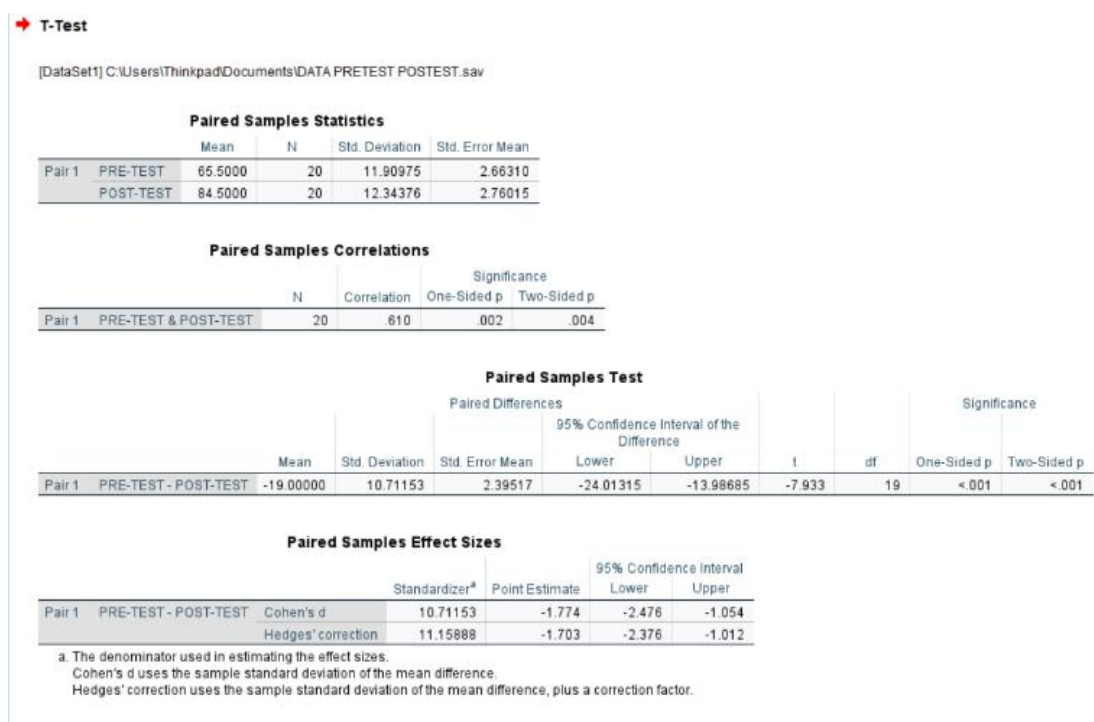 T-Test
[DataSet1] C:\Users\Thinkpad\Documents\DATA PRETEST POSTEST.sav
Paired Samples Statistics
Mean N Std. Deviation Std. Error Mean
Pair 1 PRE-TEST 65.5000 20 11.90975 2.66310
POST-TEST 84.5000 20 12.34376 2.76015
Paired Samples Correlations
Significance
N Correlation One-Sided p Two-Sided p
Pair 1 PRE-TEST & POST-TEST 20 .610 .002 .004
Paired Samples Test
Paired Differences Significance
95% Confidence Interval of the
Difference
Mean Std. Deviation Std. Error Mean Lower Upper t df One-Sided p Two-Sided p
Pair 1 PRE-TEST - POST-TEST -19.00000 10.71153 2.39517 -24.01315 -13.98685 -7.933 19 <.001 <.001
Paired Samples Effect Sizes
95% Confidence Interval
Standardizerᵃ Point Estimate Lower Upper
Pair 1 PRE-TEST - POST-TEST Cohen's d 10.71153 -1.774 -2.476 -1.054
Hedges' correction 11.15888 -1.703 -2.376 -1.012
a. The denominator used in estimating the effect sizes.
Cohen's d uses the sample standard deviation of the mean difference.
Hedges' correction uses the sample standard deviation of the mean difference, plus a correction factor.